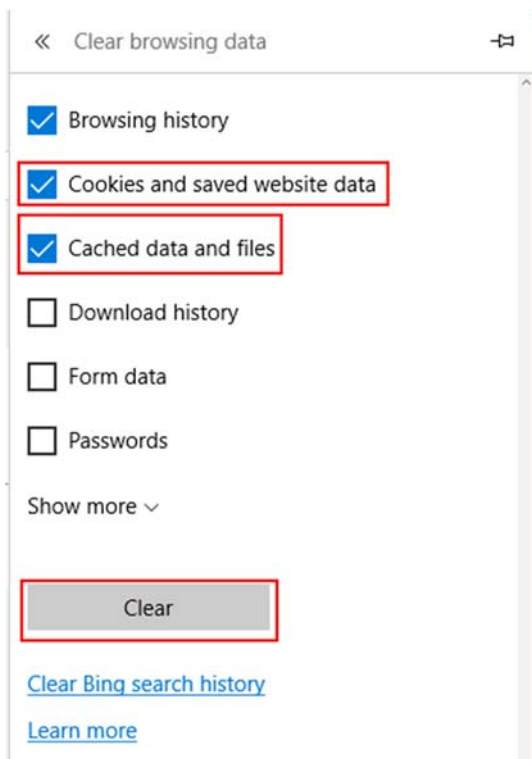 Clear browsing data
Browsing history
Cookies and saved website data
Cached data and files
Download history
Form data
Passwords
Show more
Clear
Clear Bing search history
Learn more